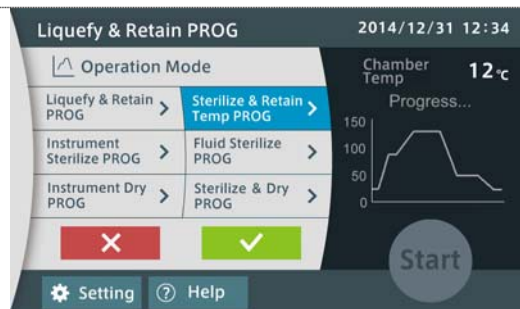 Liquefy & Retain PROG
2014/12/31 12:34
Operation Mode
Liquefy & Retain
PROG
Sterilize & Retain
Temp PROG
Instrument
Sterilize PROG
Fluid Sterilize
PROG
Instrument Dry
PROG
Sterilize & Dry
PROG
Setting
? Help
Chamber
Temp
12℃
Progress...
150
100
50
0
Start